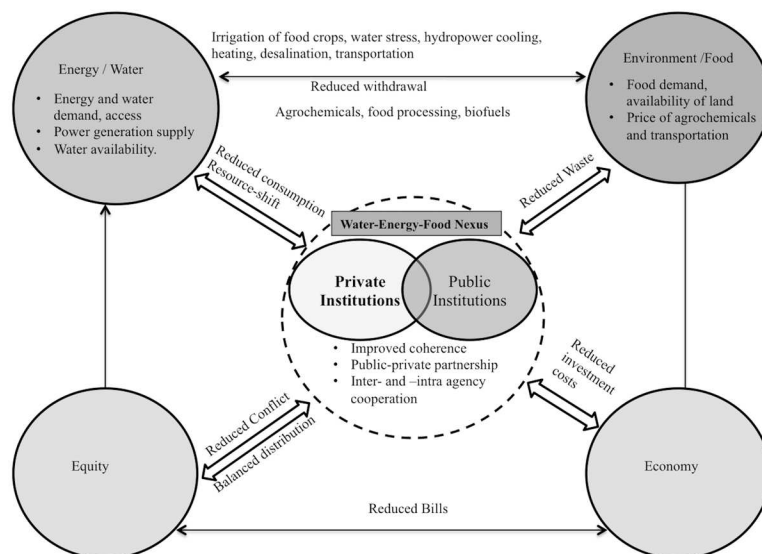 Irrigation of food crops, water stress, hydropower cooling,
heating, desalination, transportation
Energy / Water
• Energy and water
demand, access
• Power generation supply
• Water availability.
Reduced withdrawal
Agrochemicals, food processing, biofuels
Environment /Food
• Food demand,
availability of land
• Price of agrochemicals
and transportation
Reduced consumption
Resource-shift
Reduced Waste
Water-Energy-Food Nexus
Private
Institutions
Public
Institutions
• Improved coherence
• Public-private partnership
• Inter- and –intra agency
cooperation
Reduced
investment
costs
Reduced Conflict
Balanced distribution
Equity
Economy
Reduced Bills